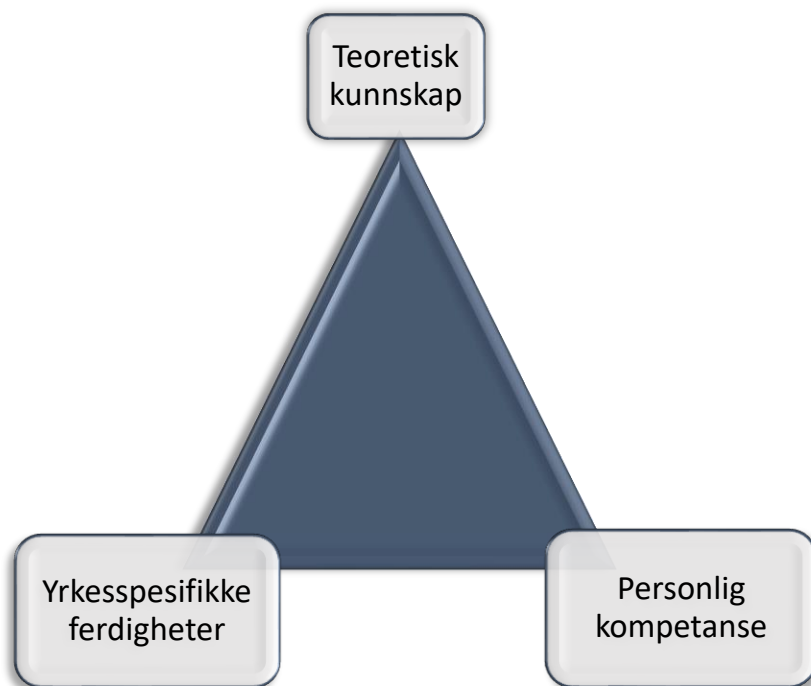 Teoretisk
kunnskap
Yrkesspesifikke
ferdigheter
Personlig
kompetanse